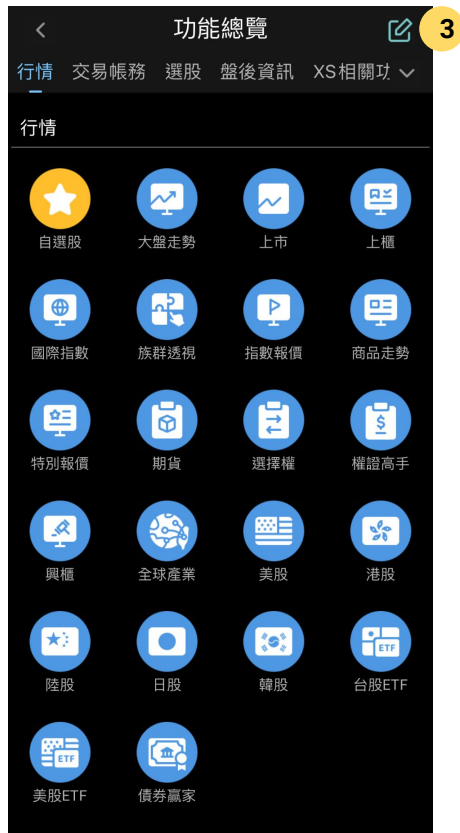 功能總覽
3
行情 交易帳務 選股 盤後資訊 XS相關功
行情
自選股 大盤走勢 上市 上櫃
國際指數 族群透視 指數報價 商品走勢
特別報價 期貨 選擇權 權證高手
興櫃 全球產業 美股 港股
ETF
陸股 日股 韓股 台股ETF
ETF
美股ETF 債券贏家